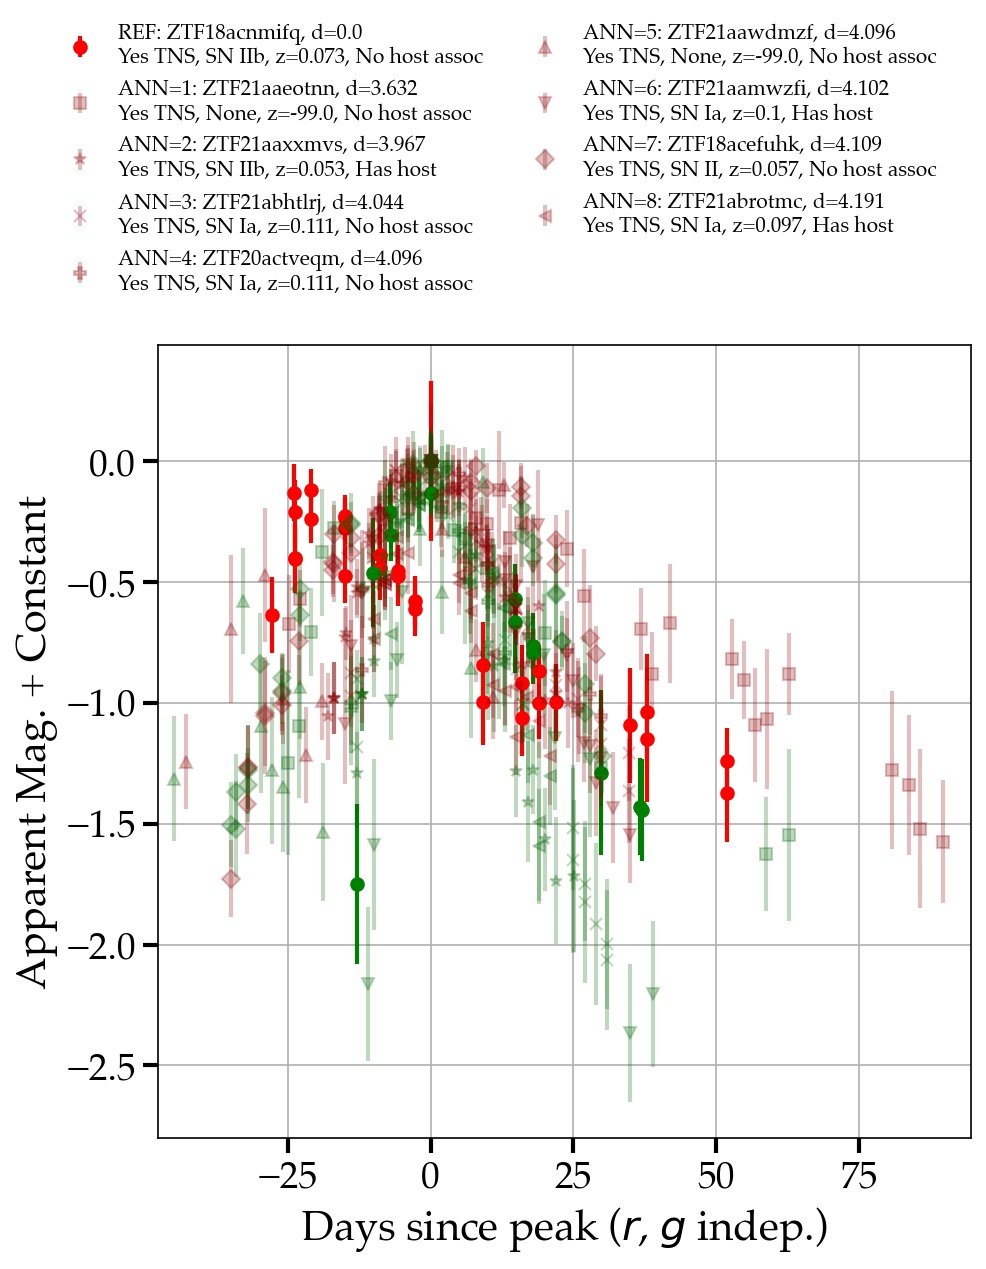 REF: ZTF18acnmifq, d=0.0
Yes TNS, SN IIb, z=0.073, No host assoc
ANN=1: ZTF21aaeotnn, d=3.632
Yes TNS, None, z=-99.0, No host assoc
ANN=2: ZTF21aaxxmvs, d=3.967
Yes TNS, SN IIb, z=0.053, Has host
ANN=3: ZTF21abhtlrj, d=4.044
Yes TNS, SN Ia, z=0.111, No host assoc
ANN=4: ZTF20actveqm, d=4.096
Yes TNS, SN Ia, z=0.111, No host assoc
ANN=5: ZTF21aawdmzf, d=4.096
Yes TNS, None, z=-99.0, No host assoc
ANN=6: ZTF21aamwzfi, d=4.102
Yes TNS, SN Ia, z=0.1, Has host
ANN=7: ZTF18acefuhk, d=4.109
Yes TNS, SN II, z=0.057, No host assoc
ANN=8: ZTF21abrotmc, d=4.191
Yes TNS, SN Ia, z=0.097, Has host
Apparent Mag. + Constant
0.0
−0.5
−1.0
−1.5
−2.0
−2.5
−25
0
25
50
75
Days since peak (r, g indep.)